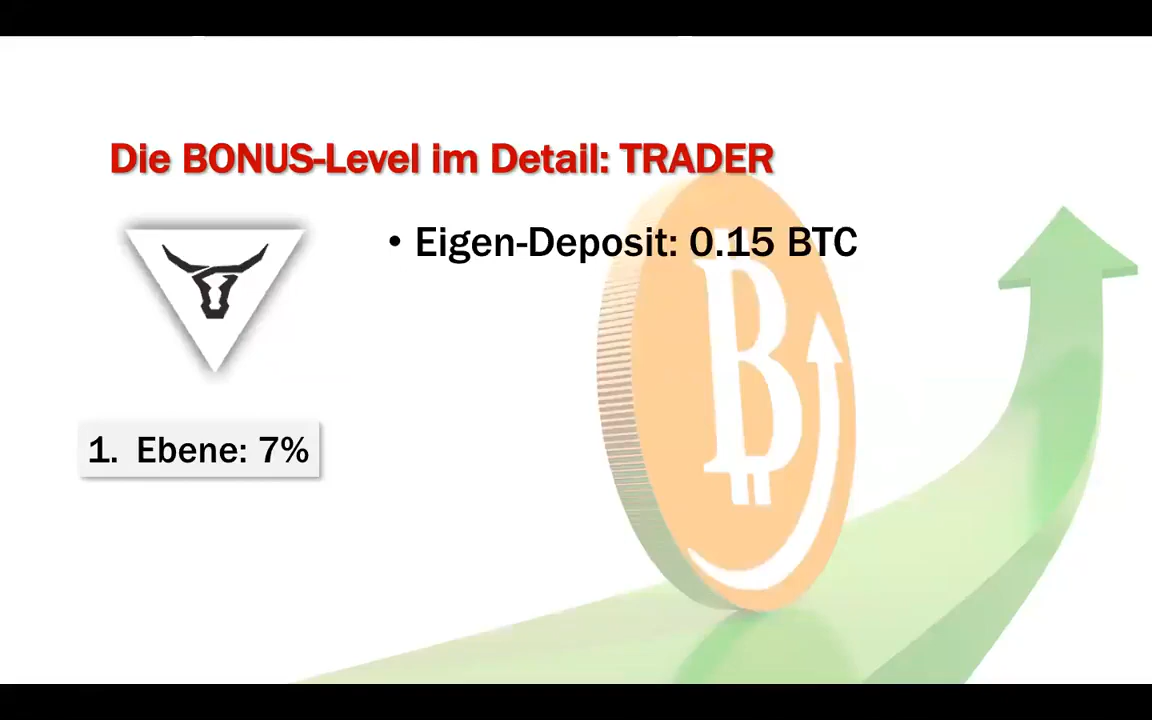 Die BONUS-Level im Detail: TRADER
• Eigen-Deposit: 0.15 BTC
1. Ebene: 7%